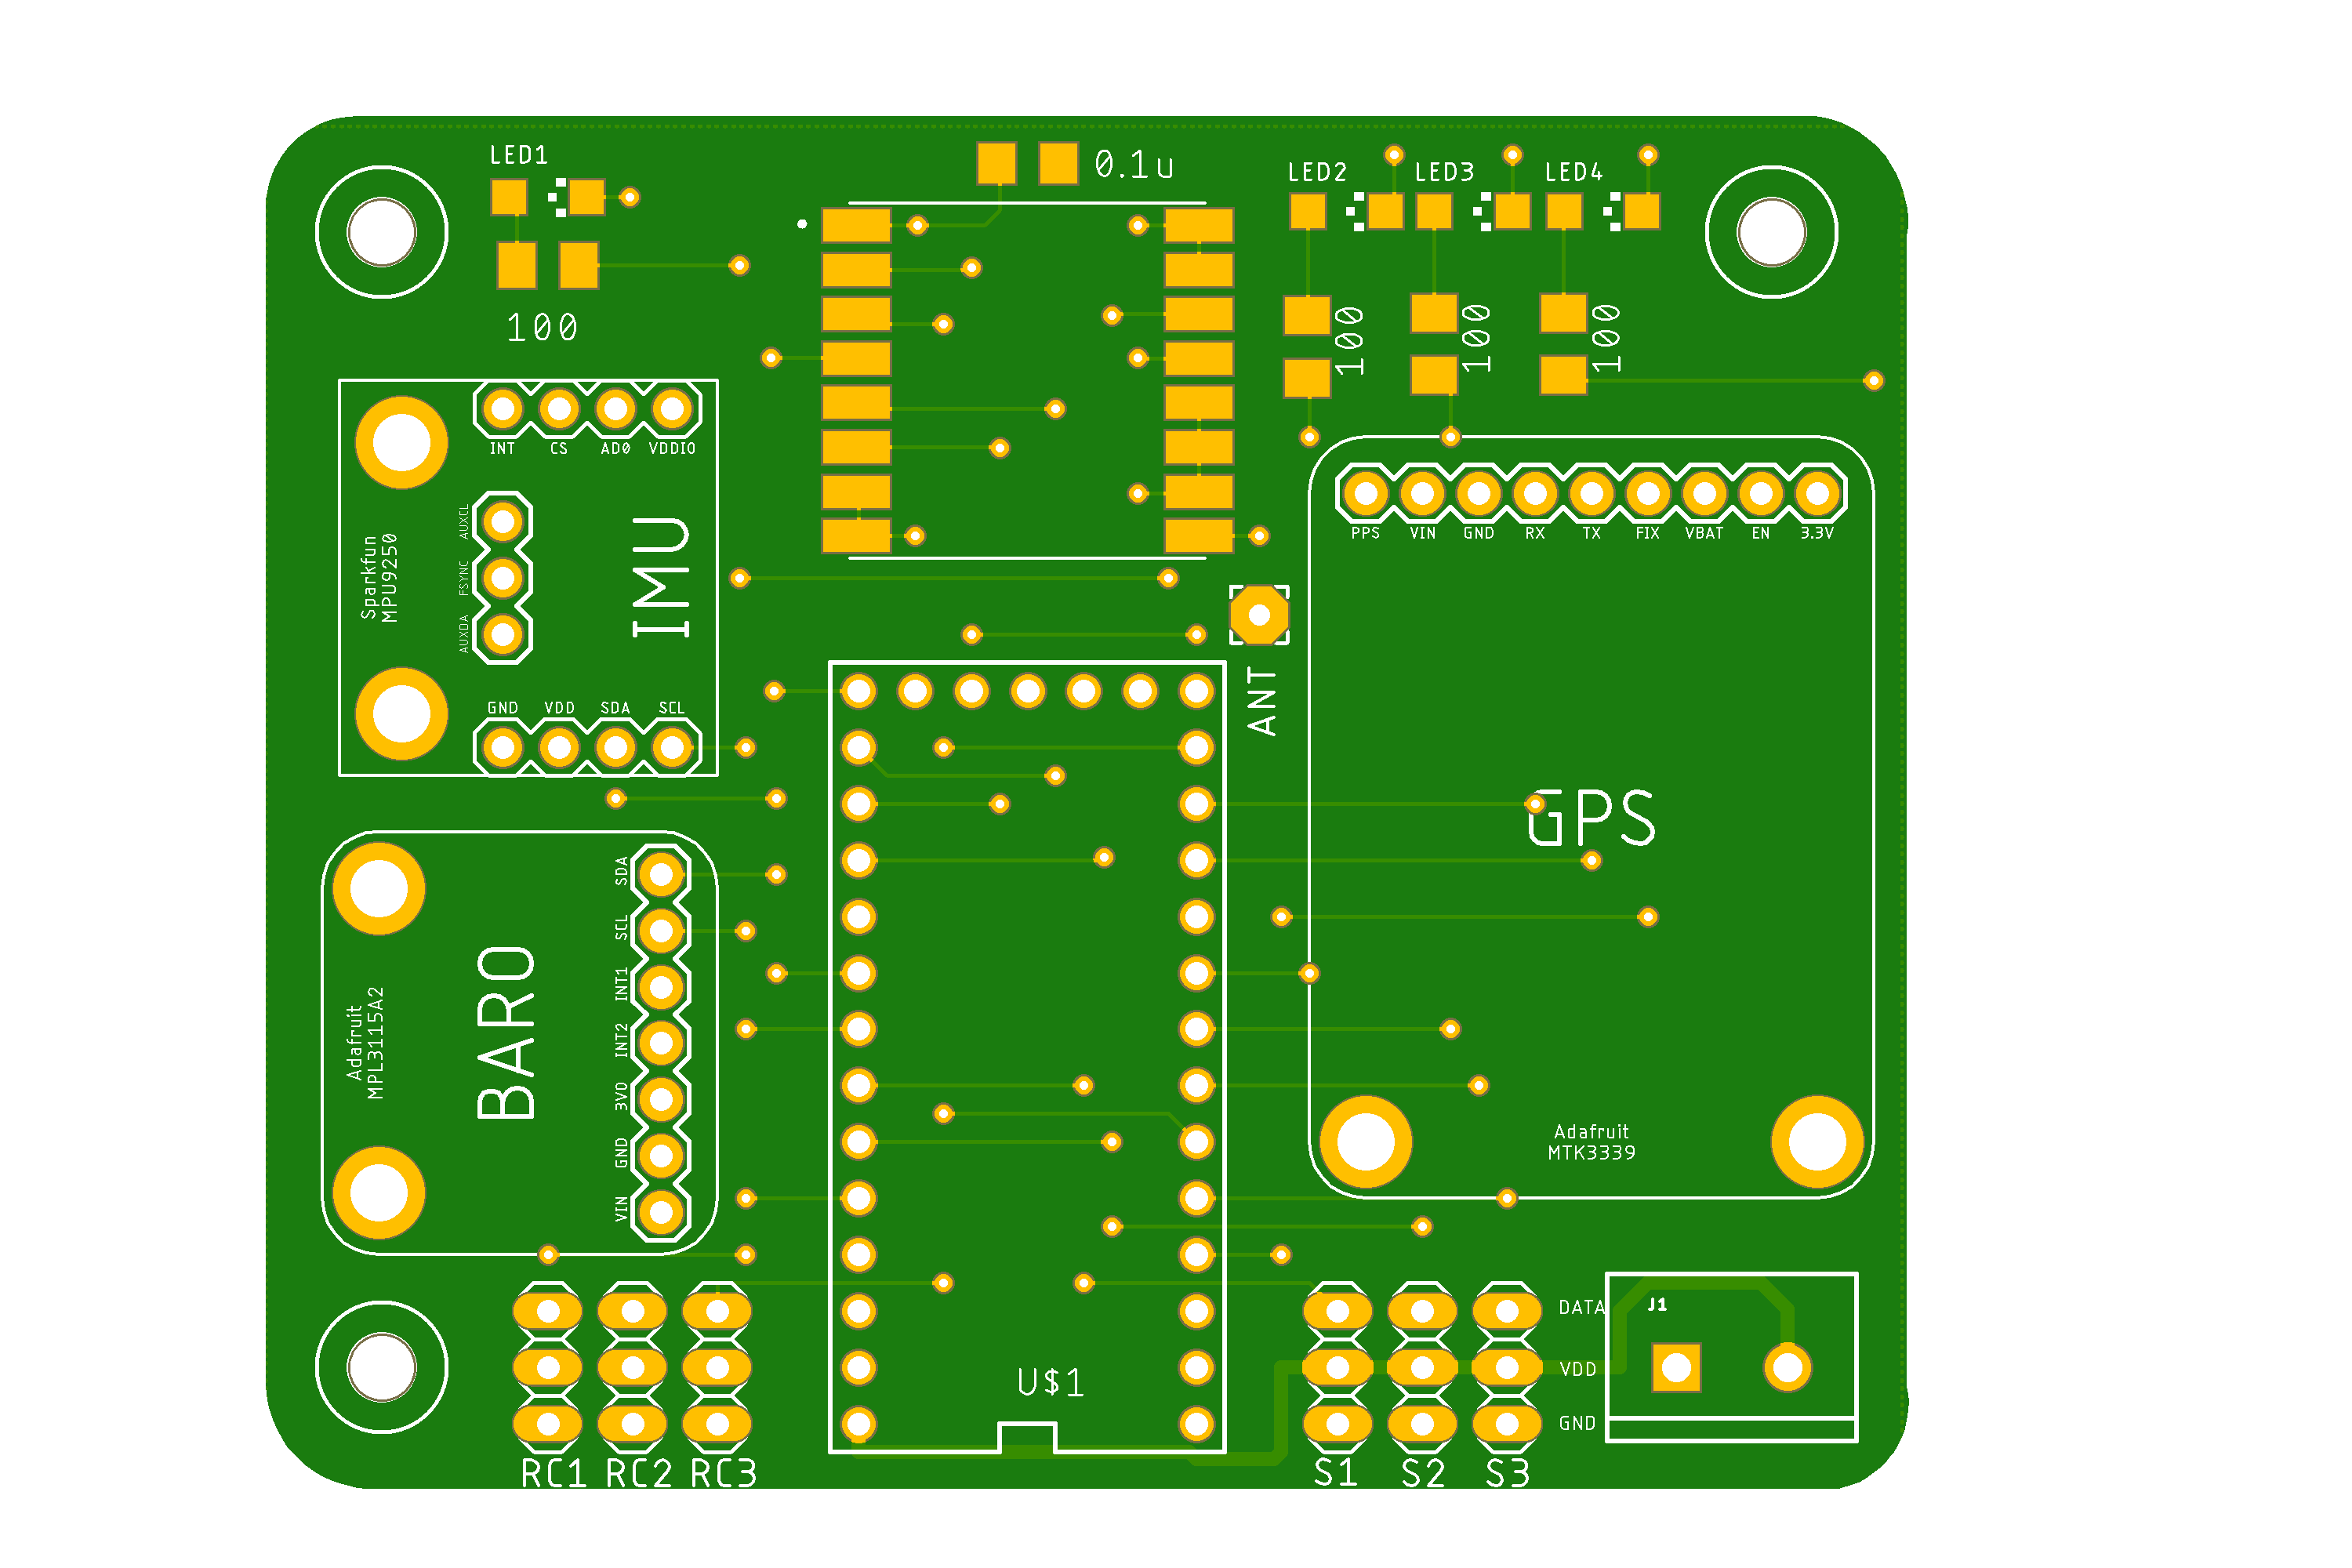 LED1
0.1u
LED2
LED3
LED4
100
100
100
100
INT CS AD0 VDDIO
AUXCL
FSYNC
AUXDA
Sparkfun
MPU9250
IMU
GND VDD SDA SCL
PPS VIN GND RX TX FIX VBAT EN 3.3V
ANT
GPS
Adafruit
MTK3339
SDA
SCL
INT1
INT2
3V0
GND
VIN
Adafruit
MPL3115A2
BARO
U$1
DATA
VDD
GND
J1
RC1 RC2 RC3
S1 S2 S3